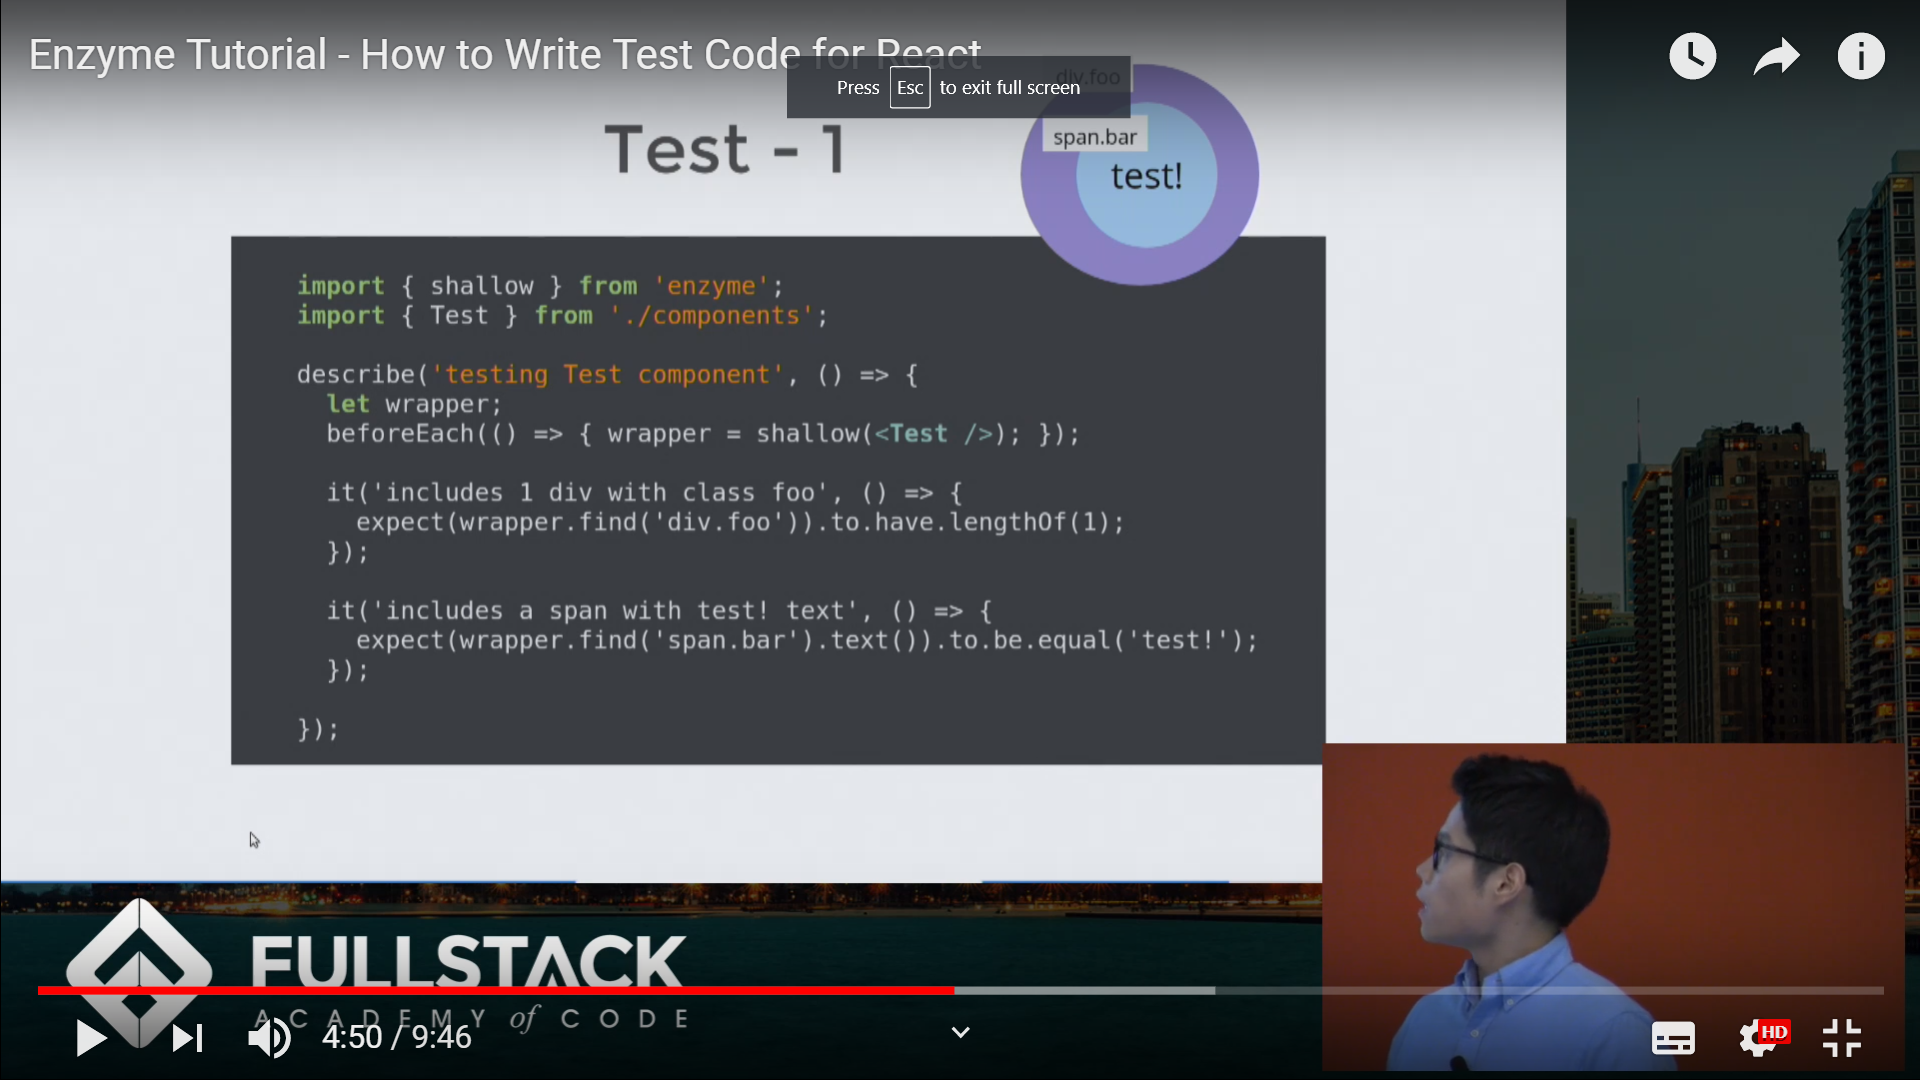 Enzyme Tutorial - How to Write Test Code for React
Press Esc to exit full screen
div.foo
span.bar
test!
Test - 1
import { shallow } from 'enzyme';
import { Test } from './components';
describe('testing Test component', () => {
let wrapper;
beforeEach(() => { wrapper = shallow(<Test />); });
it('includes 1 div with class foo', () => {
expect(wrapper.find('div.foo')).to.have.lengthOf(1);
});
it('includes a span with test! text', () => {
expect(wrapper.find('span.bar').text()).to.be.equal('test!');
});
});
FULLSTACK
ACADEMY of CODE
4:50 / 9:46
HD